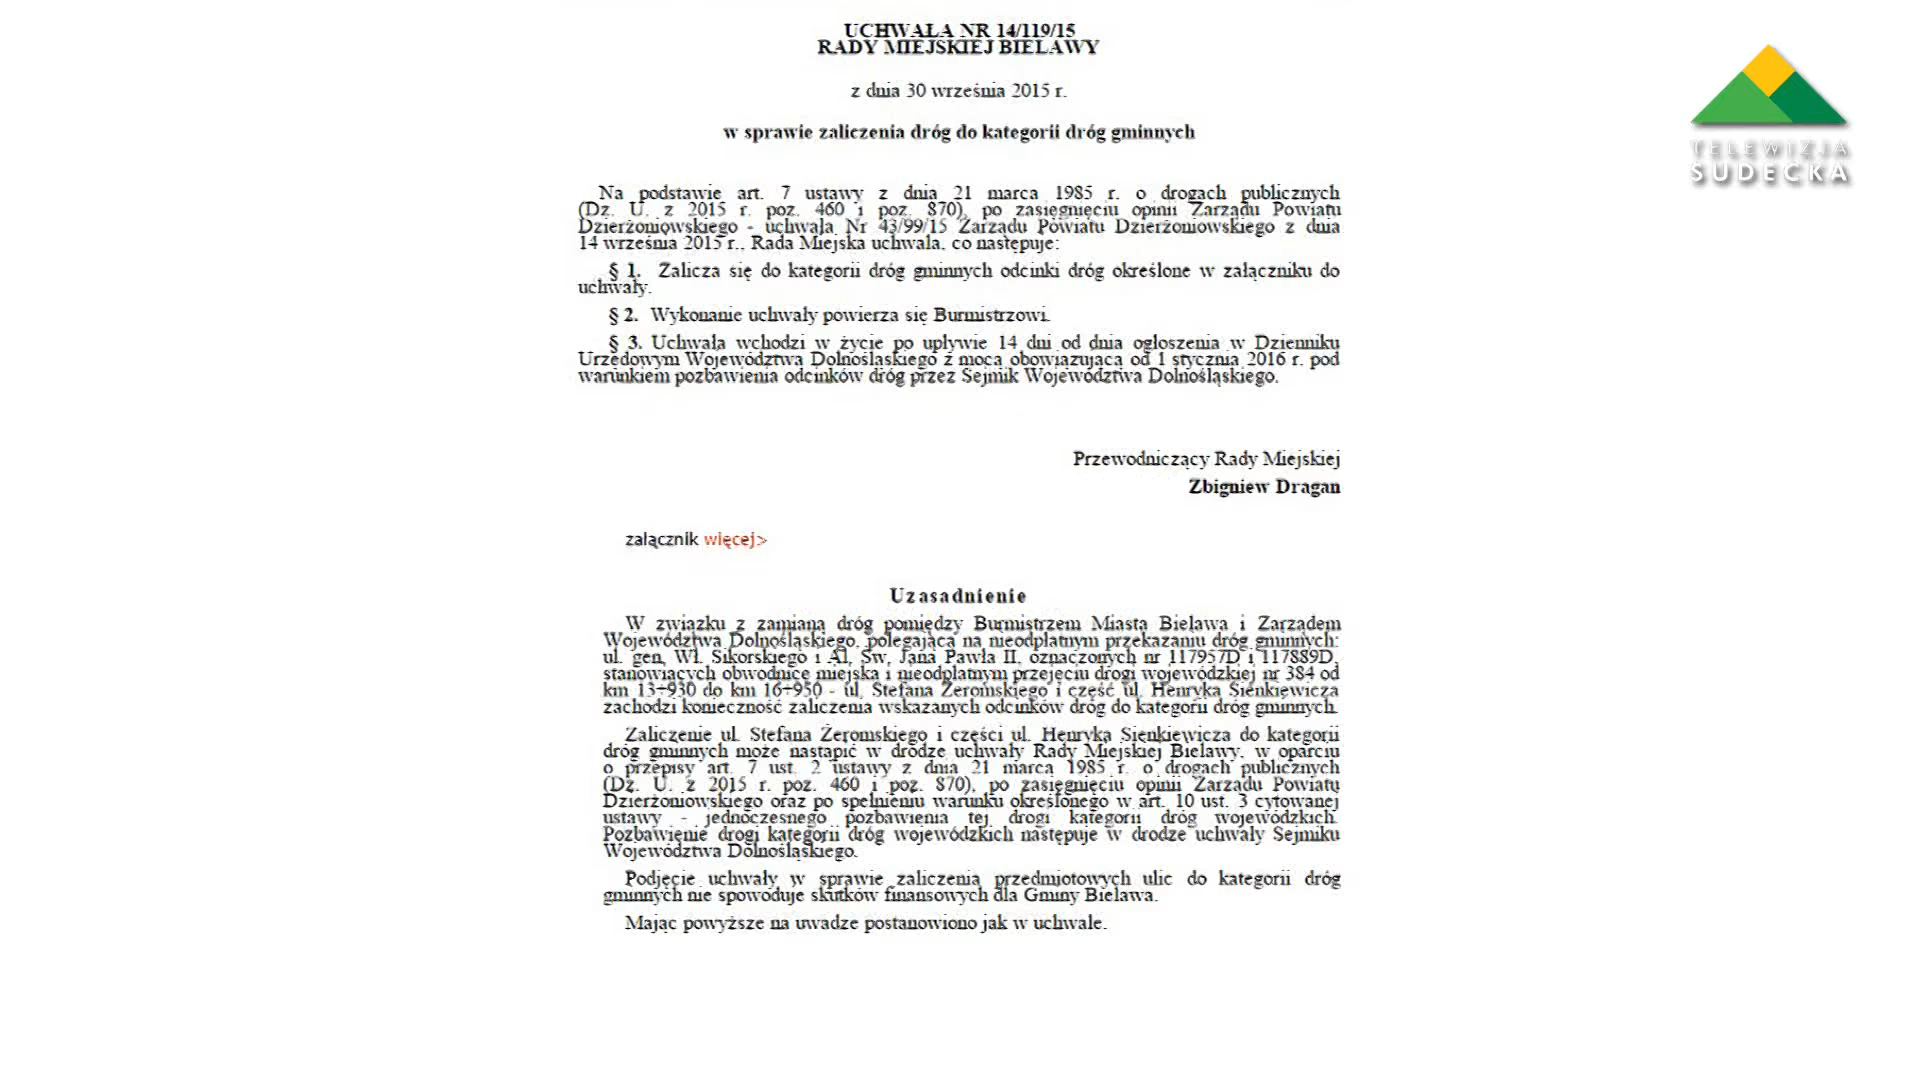 UCHWAŁA NR 14/119/15
RADY MIEJSKIEJ BIELAWY
z dnia 30 września 2015 r.
w sprawie zaliczenia dróg do kategorii dróg gminnych
Na podstawie art. 7 ustawy z dnia 21 marca 1985 r. o drogach publicznych
(Dz. U. z 2015 r. poz. 460 i poz. 870), po zasięgnięciu opinii Zarządu Powiatu
Dzierżoniowskiego - uchwała Nr 43/99/15 Zarządu Powiatu Dzierżoniowskiego z dnia
14 września 2015 r., Rada Miejska uchwala, co następuje:
§ 1. Zalicza się do kategorii dróg gminnych odcinki dróg określone w załączniku do
uchwały.
§ 2. Wykonanie uchwały powierza się Burmistrzowi.
§ 3. Uchwała wchodzi w życie po upływie 14 dni od dnia ogłoszenia w Dzienniku
Urzędowym Województwa Dolnośląskiego z mocą obowiązującą od 1 stycznia 2016 r. pod
warunkiem pozbawienia odcinków dróg przez Sejmik Województwa Dolnośląskiego.
Przewodniczący Rady Miejskiej
Zbigniew Dragan
załącznik więcej>
Uzasadnienie
W związku z zamianą dróg pomiędzy Burmistrzem Miasta Bielawa i Zarządem
Województwa Dolnośląskiego, polegającą na nieodpłatnym przekazaniu dróg gminnych:
ul. gen. Wł. Sikorskiego i Al. Św. Jana Pawła II, oznaczonych nr 117957D i 117889D,
stanowiących obwodnicę miejską i nieodpłatnym przejęciu drogi wojewódzkiej nr 384 od
km 13+930 do km 16+950 - ul. Stefana Żeromskiego i część ul. Henryka Sienkiewicza
zachodzi konieczność zaliczenia wskazanych odcinków dróg do kategorii dróg gminnych.
Zaliczenie ul. Stefana Żeromskiego i części ul. Henryka Sienkiewicza do kategorii
dróg gminnych może nastąpić w drodze uchwały Rady Miejskiej Bielawy, w oparciu
o przepisy art. 7 ust. 2 ustawy z dnia 21 marca 1985 r. o drogach publicznych
(Dz. U. z 2015 r. poz. 460 i poz. 870), po zasięgnięciu opinii Zarządu Powiatu
Dzierżoniowskiego oraz po spełnieniu warunku określonego w art. 10 ust. 3 cytowanej
ustawy - jednoczesnego pozbawienia tej drogi kategorii dróg wojewódzkich.
Pozbawienie drogi kategorii dróg wojewódzkich następuje w drodze uchwały Sejmiku
Województwa Dolnośląskiego.
Podjęcie uchwały w sprawie zaliczenia przedmiotowych ulic do kategorii dróg
gminnych nie spowoduje skutków finansowych dla Gminy Bielawa.
Mając powyższe na uwadze postanowiono jak w uchwale.
TELEWIZJA
SUDECKA